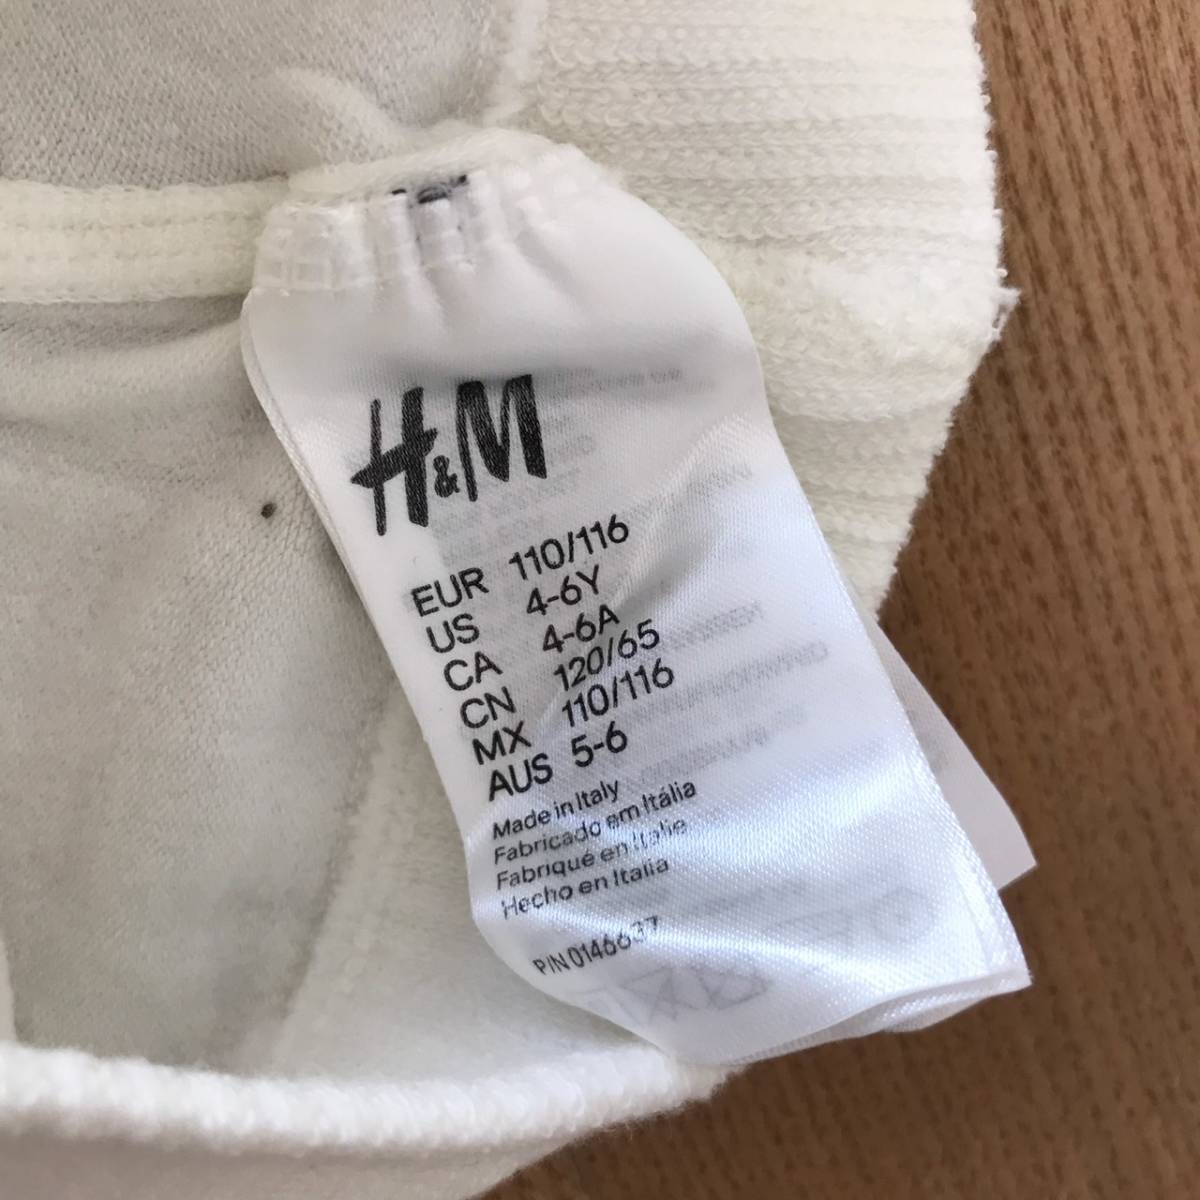 H&M
EUR 110/116
US 4-6Y
CA 4-6A
CN 120/65
MX 110/116
AUS 5-6
Made in Italy
Fabricado em Itália
Fabriqué en Italie
Hecho en Italia
P/N 0146637